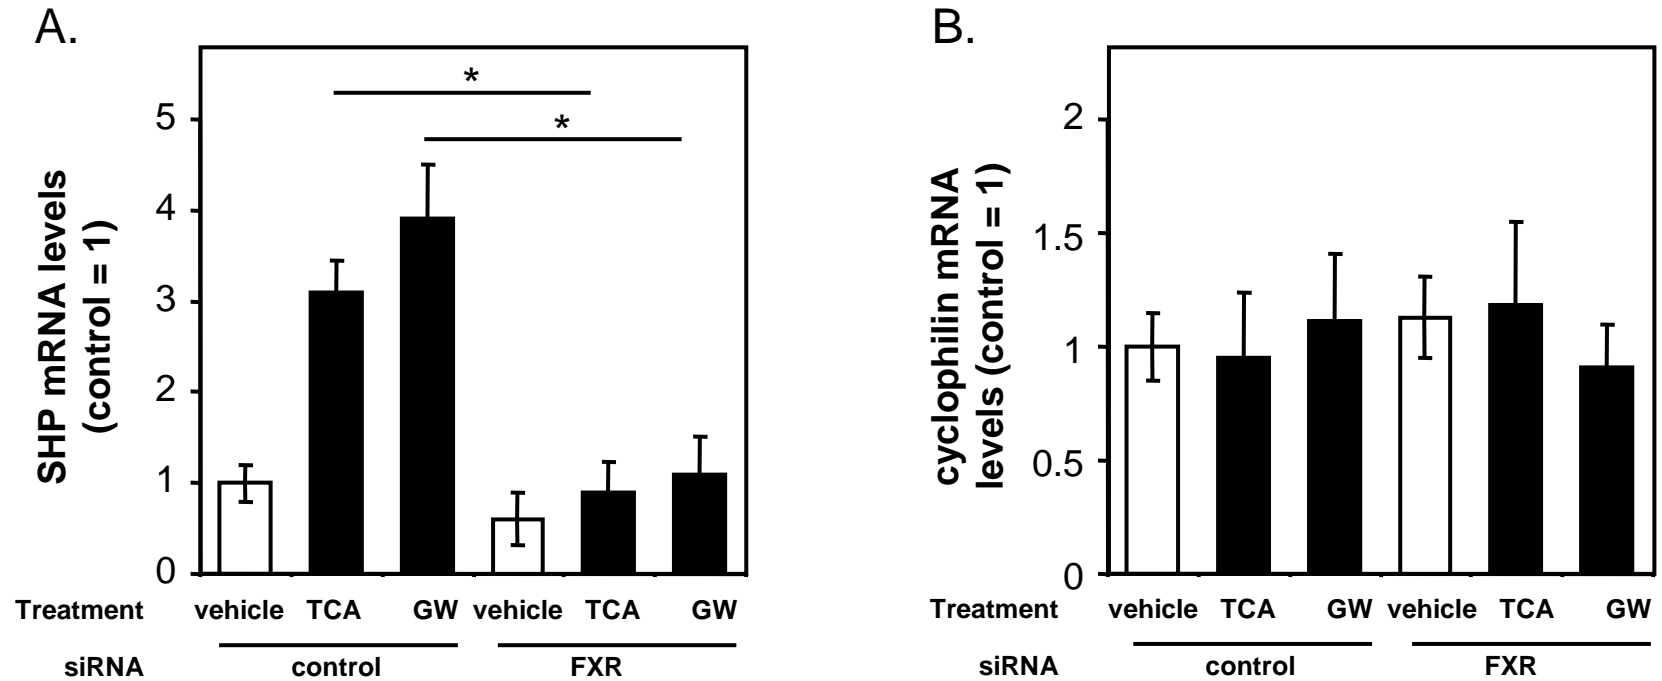 A.
*
*
5
4
3
2
1
0
SHP mRNA levels
(control = 1)
Treatment vehicle TCA GW vehicle TCA GW
siRNA control FXR
B.
2
1.5
1
0.5
0
cyclophilin mRNA
levels (control = 1)
Treatment vehicle TCA GW vehicle TCA GW
siRNA control FXR